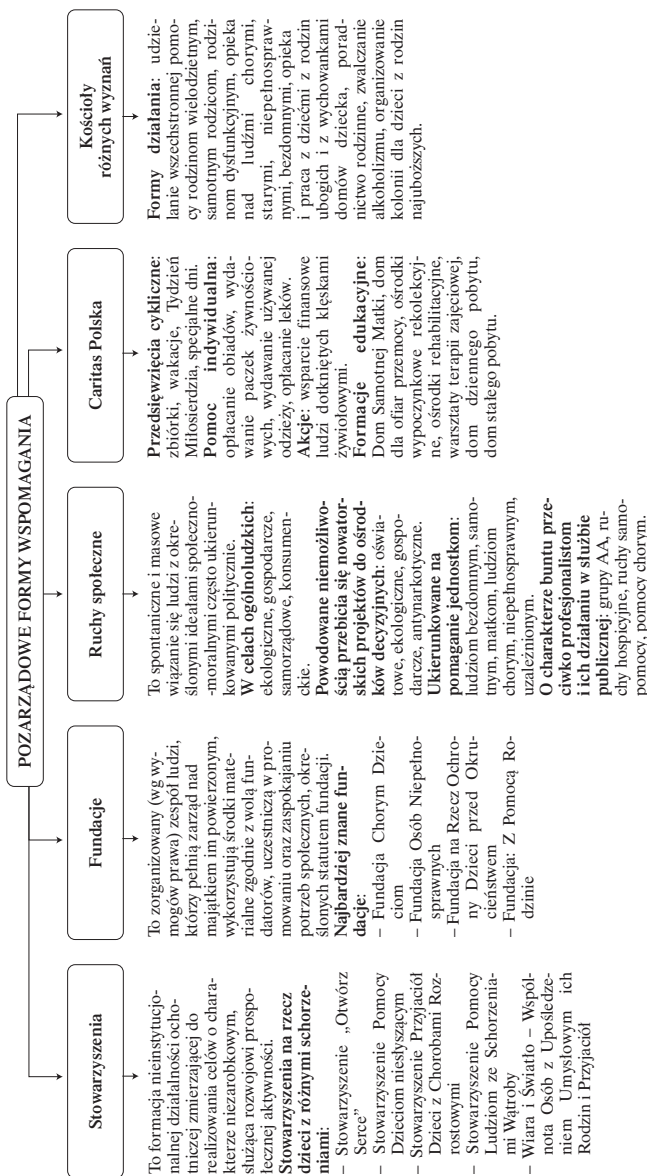 POZARZĄDOWE FORMY WSPOMAGANIA
Stowarzyszenia
To formacja nieinstytucjo-
nalnej działalności ocho-
tniczej zmierzającej do
realizowania celów o chara-
kterze niezarobkowym,
służąca rozwojowi prospo-
łecznej aktywności.
Stowarzyszenia na rzecz
dzieci z różnymi schorze-
niami:
– Stowarzyszenie „Otwórz
Serce”
– Stowarzyszenie Pomocy
Dzieciom niesłyszącym
– Stowarzyszenie Przyjaciół
Dzieci z Chorobami Roz-
rostowymi
– Stowarzyszenie Pomocy
Ludziom ze Schorzenia-
mi Wątroby
– Wiara i Światło – Wspól-
nota Osób z Upośledze-
niem Umysłowym ich
Rodzin i Przyjaciół
Fundacje
To zorganizowany (wg wy-
mogów prawa) zespół ludzi,
którzy pełnią zarząd nad
majątkiem im powierzonym,
wykorzystują środki mate-
rialne zgodnie z wolą fun-
datorów, uczestniczą w pro-
mowaniu oraz zaspokajaniu
potrzeb społecznych, okre-
ślonych statutem fundacji.
Najbardziej znane fun-
dacje:
– Fundacja Chorym Dzie-
ciom
– Fundacja Osób Niepełno-
sprawnych
– Fundacja na Rzecz Ochro-
ny Dzieci przed Okru-
cieństwem
– Fundacja: Z Pomocą Ro-
dzinie
Ruchy społeczne
To spontaniczne i masowe
wiązanie się ludzi z okre-
ślonymi ideałami społeczno-
-moralnymi często ukierun-
kowanymi politycznie.
W celach ogólnoludzkich:
ekologiczne, gospodarcze,
samorządowe, konsumen-
ckie.
Powodowane niemożliwo-
ścią przebicia się nowator-
skich projektów do ośrod-
ków decyzyjnych: oświa-
towe, ekologiczne, gospo-
darcze, antynarkotyczne.
Ukierunkowane na
pomaganie jednostkom:
ludziom bezdomnym, samo-
tnym, matkom, ludziom
chorym, niepełnosprawnym,
uzależnionym.
O charakterze buntu prze-
ciwko profesjonalistom
i ich działaniu w służbie
publicznej: grupy AA, ru-
chy hospicyjne, ruchy samo-
pomocy, pomocy chorym.
Caritas Polska
Przedsięwzięcia cykliczne:
zbiórki, wakacje, Tydzień
Miłosierdzia, specjalne dni.
Pomoc indywidualna:
opłacanie obiadów, wyda-
wanie paczek żywnościo-
wych, wydawanie używanej
odzieży, opłacanie leków.
Akcje: wsparcie finansowe
ludzi dotkniętych klęskami
żywiołowymi.
Formacje edukacyjne:
Dom Samotnej Matki, dom
dla ofiar przemocy, ośrodki
wypoczynkowe rekolekcyj-
ne, ośrodki rehabilitacyjne,
warsztaty terapii zajęciowej,
dom dziennego pobytu,
dom stałego pobytu.
Kościoły
różnych wyznań
Formy działania: udzie-
lanie wszechstronnej pomo-
cy rodzinom wielodzietnym,
samotnym rodzicom, rodzi-
nom dysfunkcyjnym, opieka
nad ludźmi chorymi,
starymi, niepełnospraw-
nymi, bezdomnymi, opieka
i praca z dziećmi z rodzin
ubogich i z wychowankami
domów dziecka, porad-
nictwo rodzinne, zwalczanie
alkoholizmu, organizowanie
kolonii dla dzieci z rodzin
najuboższych.